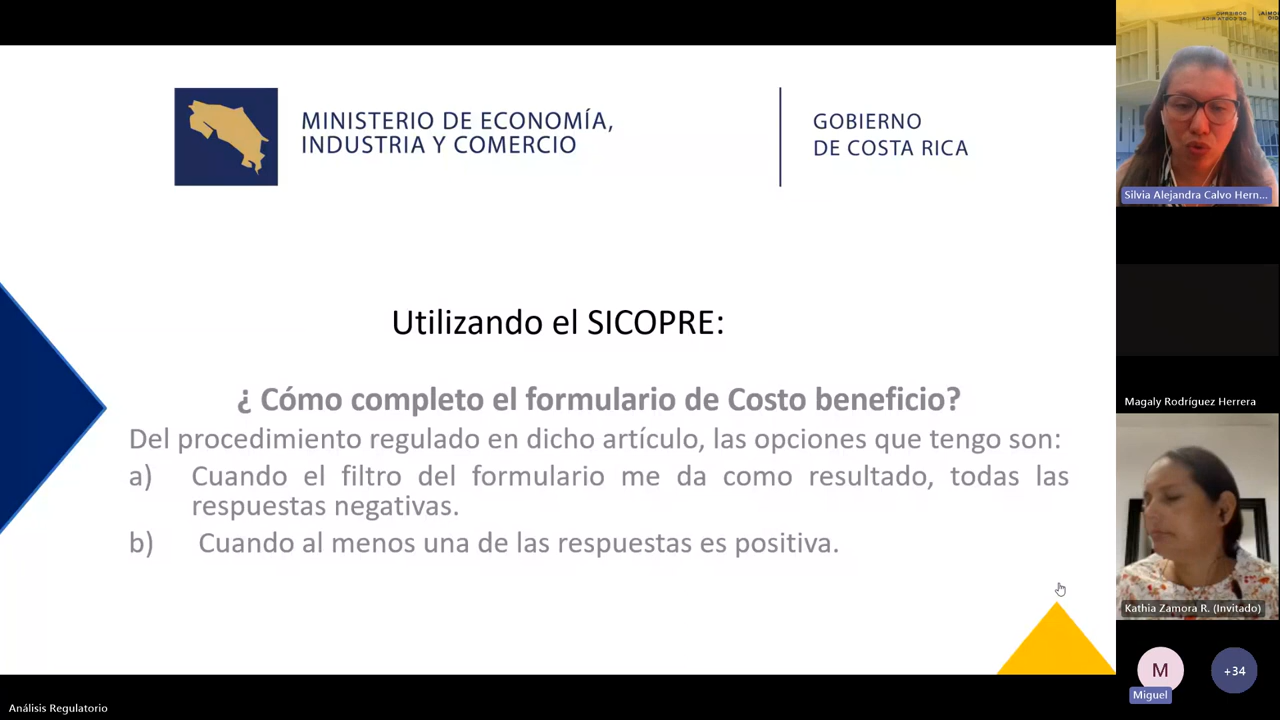 MINISTERIO DE ECONOMÍA,
INDUSTRIA Y COMERCIO
GOBIERNO
DE COSTA RICA
Utilizando el SICOPRE:
¿ Cómo completo el formulario de Costo beneficio?
Del procedimiento regulado en dicho artículo, las opciones que tengo son:
a) Cuando el filtro del formulario me da como resultado, todas las
respuestas negativas.
b) Cuando al menos una de las respuestas es positiva.
Silvia Alejandra Calvo Hern...
Magaly Rodríguez Herrera
Kathia Zamora R. (Invitado)
M
Miguel
+34
Análisis Regulatorio